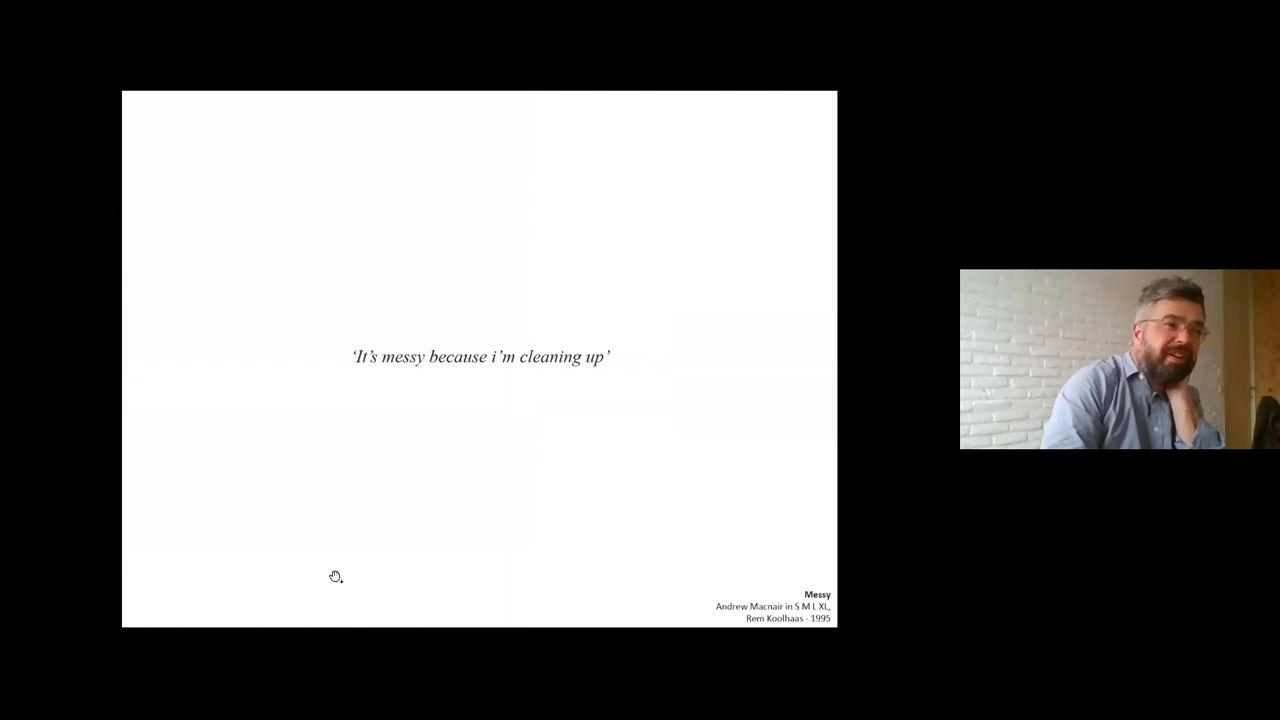 ‘It’s messy because i’m cleaning up’
Messy
Andrew Macnair in S M L XL,
Rem Koolhaas - 1995